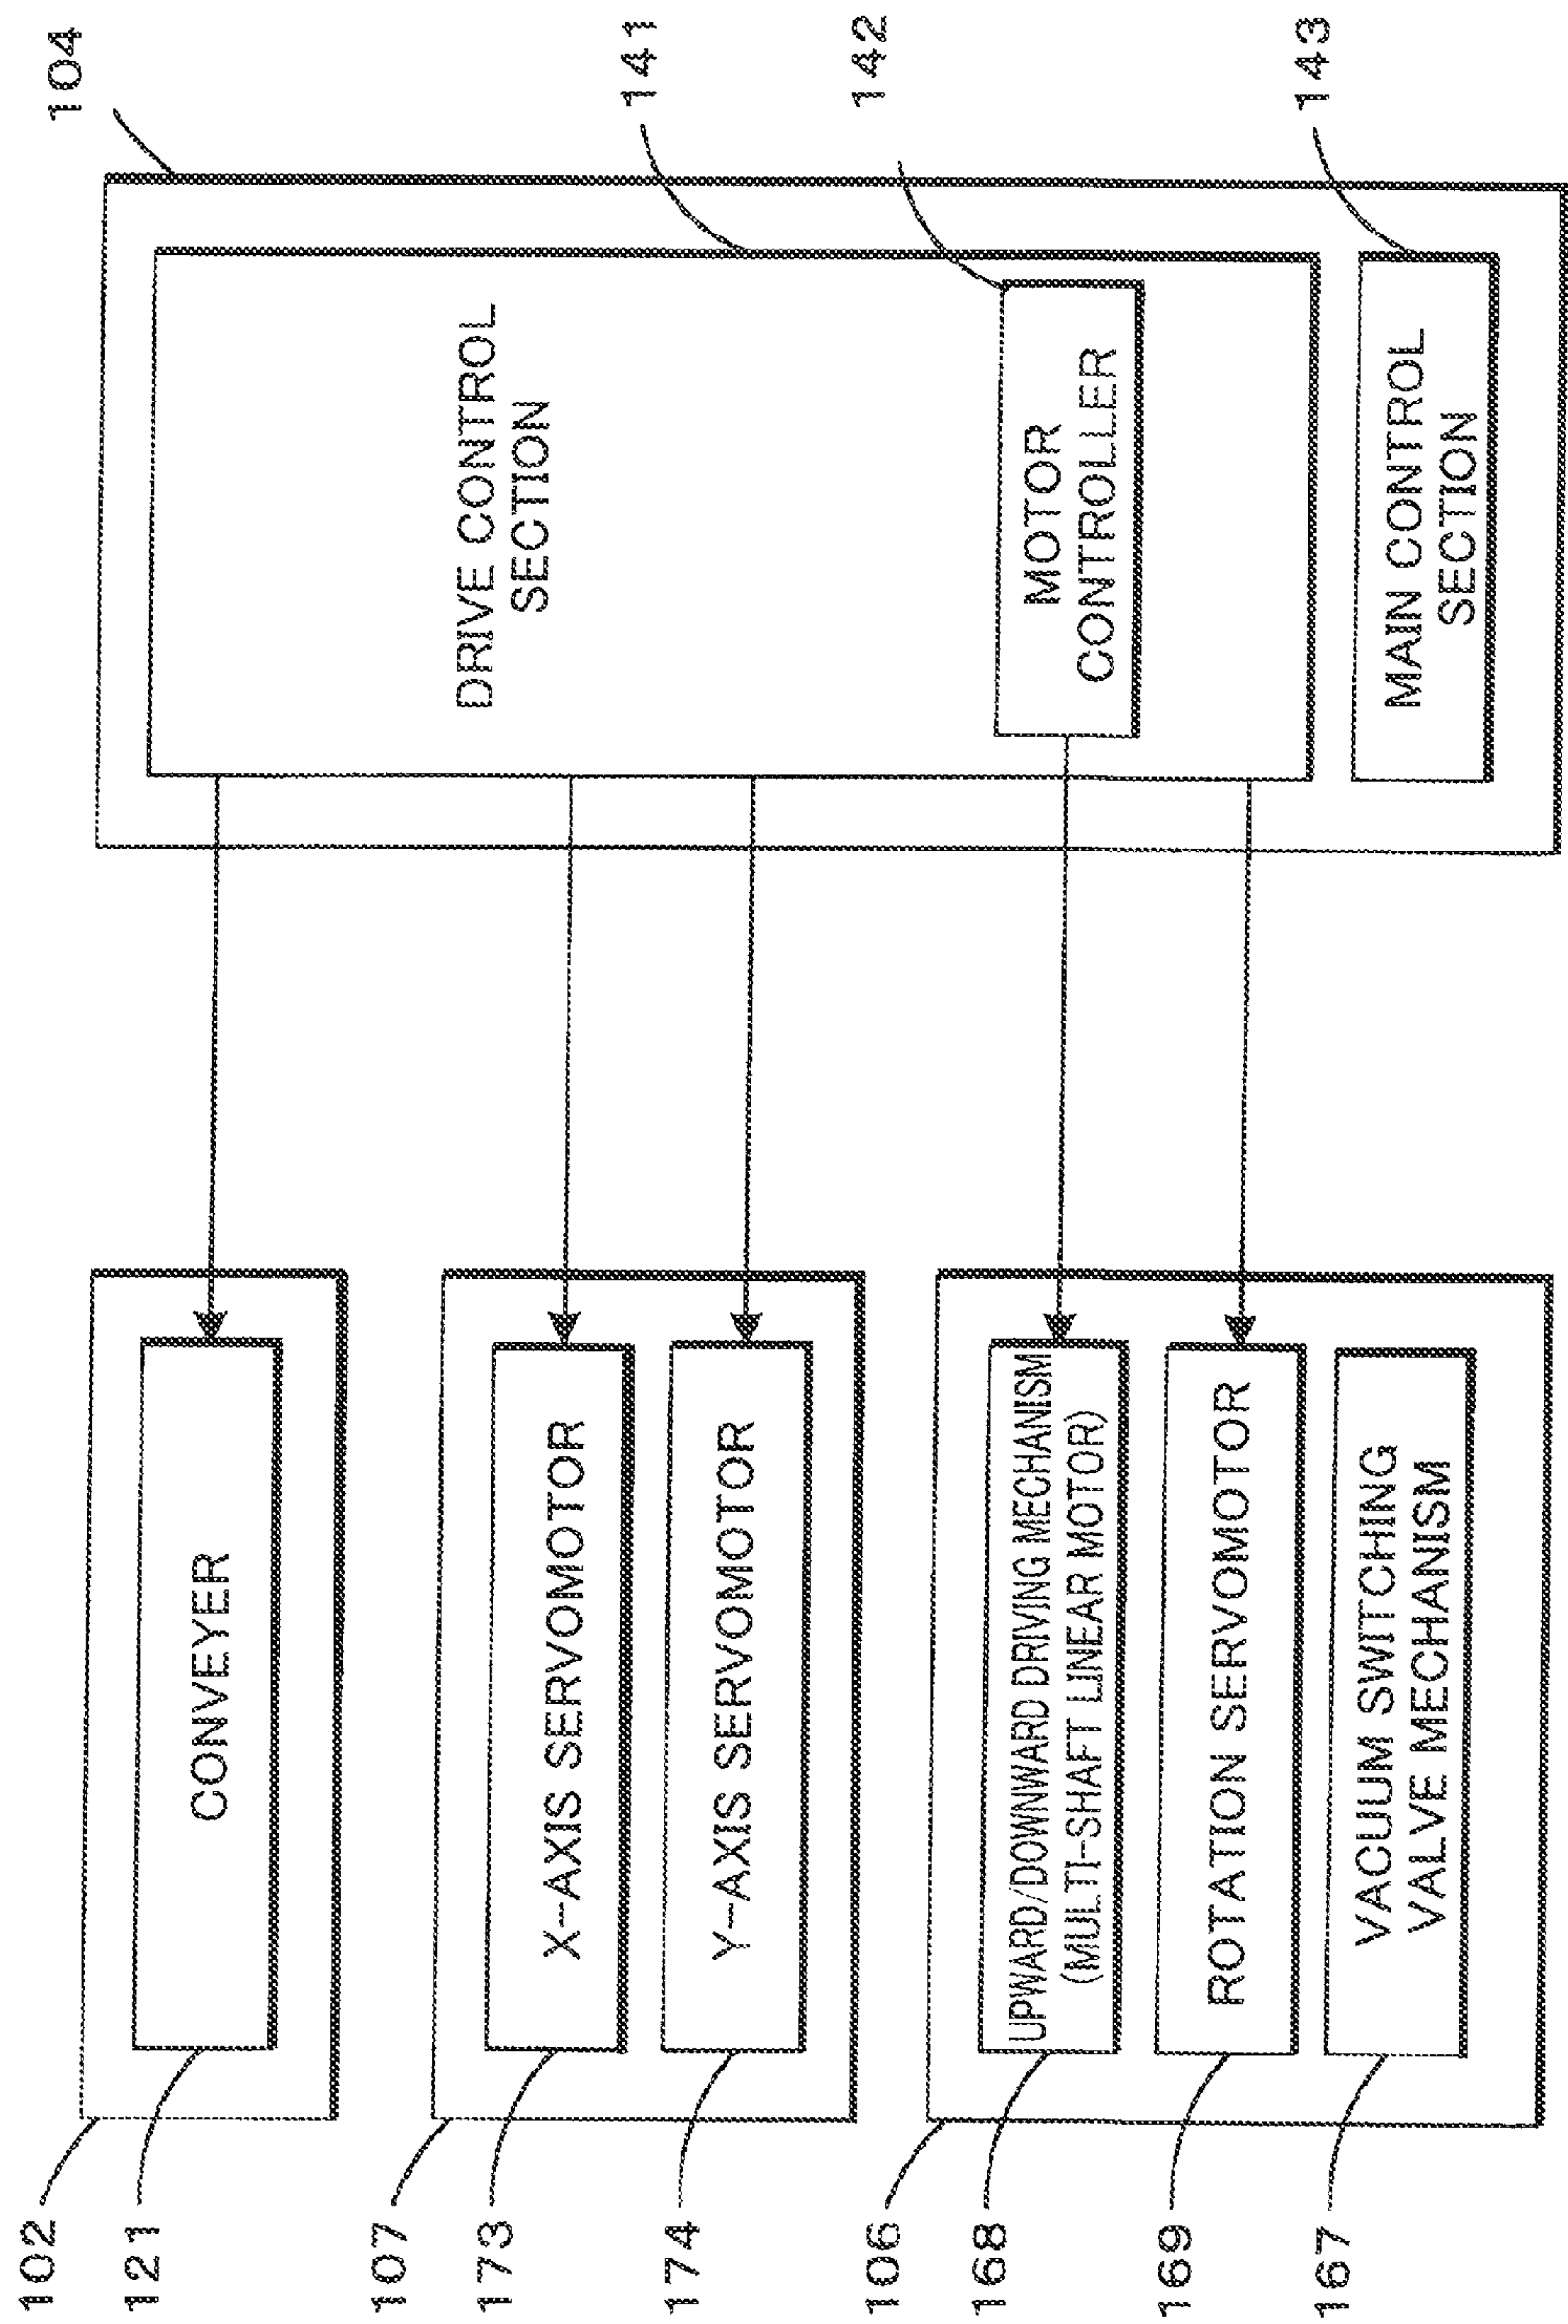 104
141
142
143
DRIVE CONTROL
SECTION
MOTOR
CONTROLLER
MAIN CONTROL
SECTION
102
121
CONVEYER
107
173
X-AXIS SERVOMOTOR
174
Y-AXIS SERVOMOTOR
106
168
UPWARD/DOWNWARD DRIVING MECHANISM
(MULTI-SHAFT LINEAR MOTOR)
169
ROTATION SERVOMOTOR
167
VACUUM SWITCHING
VALVE MECHANISM